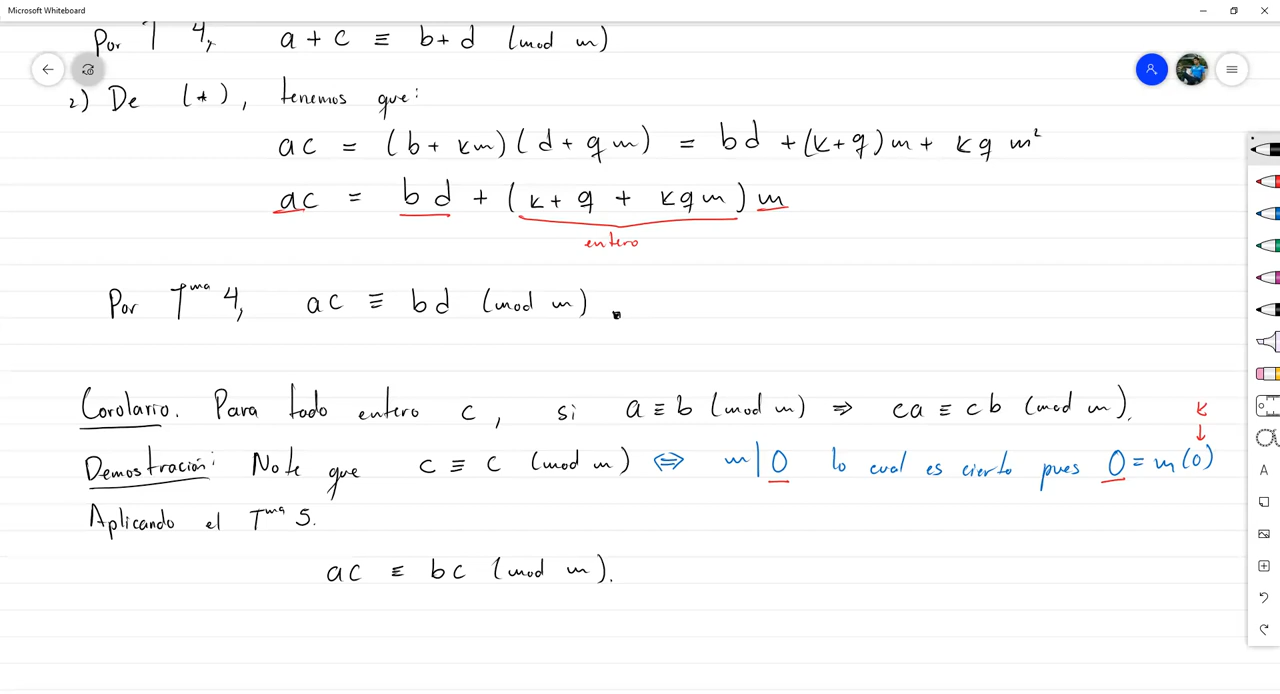 Microsoft Whiteboard
Por T 4, a + c ≡ b + d (mod m)
2) De (*), tenemos que:
ac = (b + km)(d + qm) = bd + (k+q)m + kqm²
ac = bd + (k + q + kqm)m
entero
Por Tma 4, ac ≡ bd (mod m).
Corolario. Para todo entero c, si a ≡ b (mod m) ⇒ ca ≡ cb (mod m).
k
↓
Demostración: Note que c ≡ c (mod m) ⇔ m|0 lo cual es cierto pues 0 = m(0)
Aplicando el Tma 5.
ac ≡ bc (mod m).
A